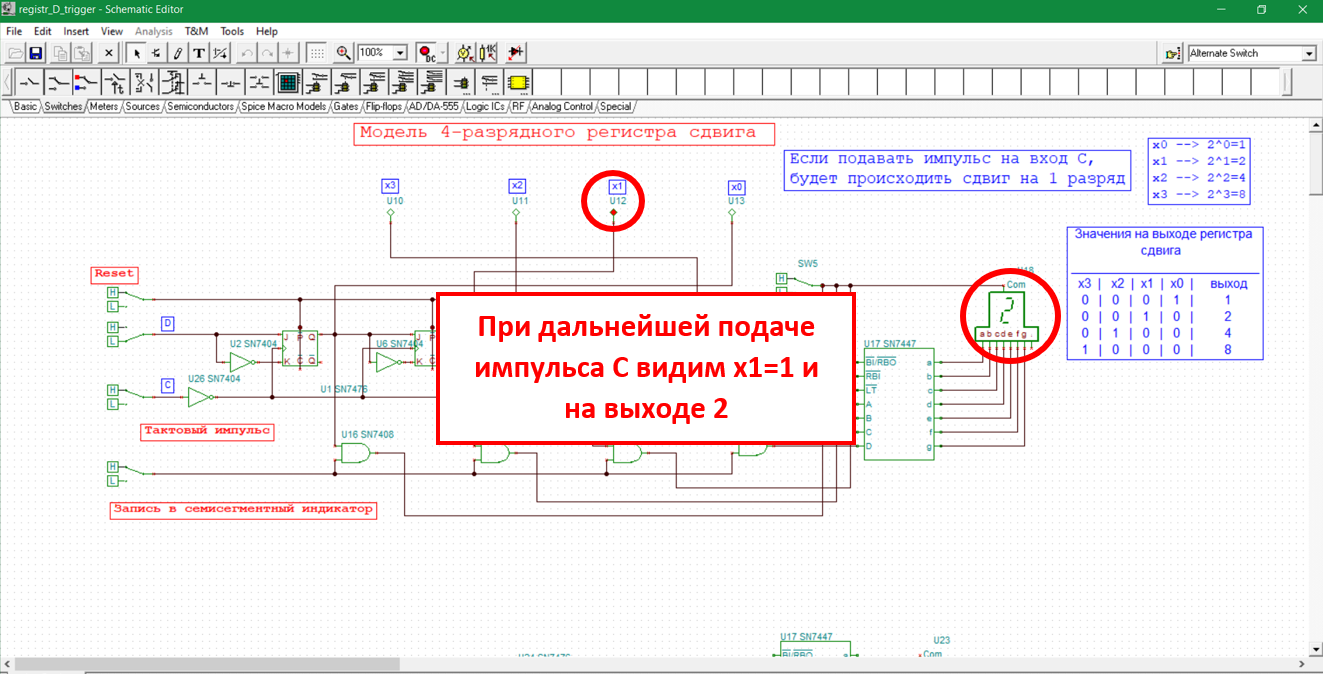 registr_D_trigger - Schematic Editor
File Edit Insert View Analysis T&M Tools Help
T 100% DC Alternate Switch
Basic Switches Meters Sources Semiconductors Spice Macro Models Gates Flip-flops AD/DA-555 Logic ICs RF Analog Control Special
Модель 4-разрядного регистра сдвига
Если подавать импульс на вход С,
будет происходить сдвиг на 1 разряд
x0 --> 2^0=1
x1 --> 2^1=2
x2 --> 2^2=4
x3 --> 2^3=8
x3 x2 x1 x0
U10 U11 U12 U13
Значения на выходе регистра
сдвига
x3 | x2 | x1 | x0 | выход
0 | 0 | 0 | 1 | 1
0 | 0 | 1 | 0 | 2
0 | 1 | 0 | 0 | 4
1 | 0 | 0 | 0 | 8
Reset
SW5
H
L
H
Com
2
a b c d e f g
H
L
D
J P Q
K C Q
U2 SN7404
U6 SN7404
U26 SN7404
U1 SN7476
H
L
C
Тактовый импульс
U16 SN7408
H
L
Запись в семисегментный индикатор
При дальнейшей подаче
импульса С видим x1=1 и
на выходе 2
U17 SN7447
BI/RBO a
RBI b
LT c
A d
B e
C f
D g
U17 SN7447
BI/RBO a
U23
Com